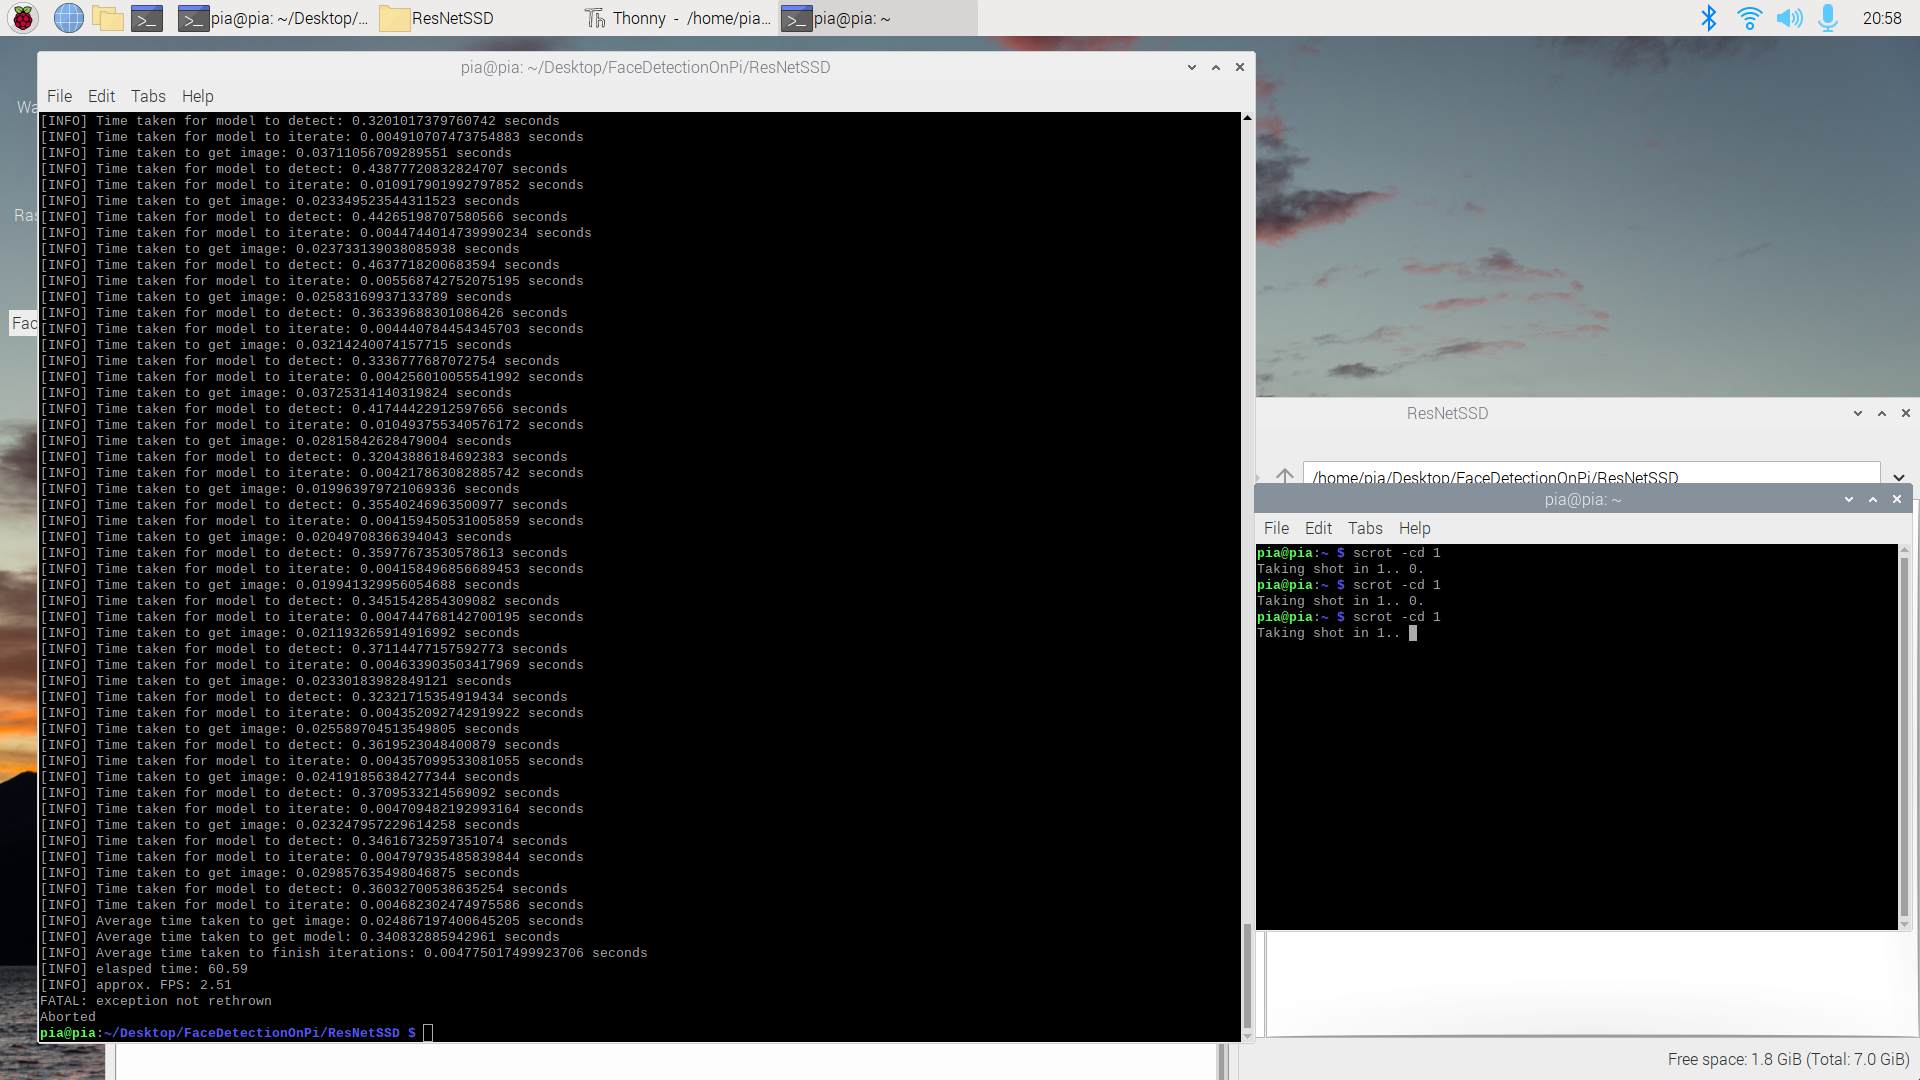 pia@pia: ~/Desktop/...
ResNetSSD
Thonny - /home/pia...
pia@pia: ~
20:58
pia@pia: ~/Desktop/FaceDetectionOnPi/ResNetSSD
File Edit Tabs Help
[INFO] Time taken for model to detect: 0.3201017379760742 seconds
[INFO] Time taken for model to iterate: 0.004910707473754883 seconds
[INFO] Time taken to get image: 0.03711056709289551 seconds
[INFO] Time taken for model to detect: 0.43877720832824707 seconds
[INFO] Time taken for model to iterate: 0.010917901992797852 seconds
[INFO] Time taken to get image: 0.023349523544311523 seconds
[INFO] Time taken for model to detect: 0.44265198707580566 seconds
[INFO] Time taken for model to iterate: 0.0044744014739990234 seconds
[INFO] Time taken to get image: 0.023733139038085938 seconds
[INFO] Time taken for model to detect: 0.4637718200683594 seconds
[INFO] Time taken for model to iterate: 0.005568742752075195 seconds
[INFO] Time taken to get image: 0.02583169937133789 seconds
[INFO] Time taken for model to detect: 0.36339688301086426 seconds
[INFO] Time taken for model to iterate: 0.004440784454345703 seconds
[INFO] Time taken to get image: 0.03214240074157715 seconds
[INFO] Time taken for model to detect: 0.3336777687072754 seconds
[INFO] Time taken for model to iterate: 0.004256010055541992 seconds
[INFO] Time taken to get image: 0.03725314140319824 seconds
[INFO] Time taken for model to detect: 0.41744422912597656 seconds
[INFO] Time taken for model to iterate: 0.010493755340576172 seconds
[INFO] Time taken to get image: 0.02815842628479004 seconds
[INFO] Time taken for model to detect: 0.32043886184692383 seconds
[INFO] Time taken for model to iterate: 0.004217863082885742 seconds
[INFO] Time taken to get image: 0.019963979721069336 seconds
[INFO] Time taken for model to detect: 0.35540246963500977 seconds
[INFO] Time taken for model to iterate: 0.004159450531005859 seconds
[INFO] Time taken to get image: 0.02049708366394043 seconds
[INFO] Time taken for model to detect: 0.35977673530578613 seconds
[INFO] Time taken for model to iterate: 0.004158496856689453 seconds
[INFO] Time taken to get image: 0.019941329956054688 seconds
[INFO] Time taken for model to detect: 0.3451542854309082 seconds
[INFO] Time taken for model to iterate: 0.004744768142700195 seconds
[INFO] Time taken to get image: 0.021193265914916992 seconds
[INFO] Time taken for model to detect: 0.37114477157592773 seconds
[INFO] Time taken for model to iterate: 0.004633903503417969 seconds
[INFO] Time taken to get image: 0.02330183982849121 seconds
[INFO] Time taken for model to detect: 0.32321715354919434 seconds
[INFO] Time taken for model to iterate: 0.004352092742919922 seconds
[INFO] Time taken to get image: 0.025589704513549805 seconds
[INFO] Time taken for model to detect: 0.3619523048400879 seconds
[INFO] Time taken for model to iterate: 0.004357099533081055 seconds
[INFO] Time taken to get image: 0.024191856384277344 seconds
[INFO] Time taken for model to detect: 0.3709533214569092 seconds
[INFO] Time taken for model to iterate: 0.004709482192993164 seconds
[INFO] Time taken to get image: 0.023247957229614258 seconds
[INFO] Time taken for model to detect: 0.34616732597351074 seconds
[INFO] Time taken for model to iterate: 0.004797935485839844 seconds
[INFO] Time taken to get image: 0.029857635498046875 seconds
[INFO] Time taken for model to detect: 0.36032700538635254 seconds
[INFO] Time taken for model to iterate: 0.004682302474975586 seconds
[INFO] Average time taken to get image: 0.024867197400645205 seconds
[INFO] Average time taken to get model: 0.340832885942961 seconds
[INFO] Average time taken to finish iterations: 0.004775017499923706 seconds
[INFO] elasped time: 60.59
[INFO] approx. FPS: 2.51
FATAL: exception not rethrown
Aborted
pia@pia:~/Desktop/FaceDetectionOnPi/ResNetSSD $
Wa
Ras
Fac
ResNetSSD
/home/pia/Desktop/FaceDetectionOnPi/ResNetSSD
pia@pia: ~
File Edit Tabs Help
pia@pia:~ $ scrot -cd 1
Taking shot in 1.. 0.
pia@pia:~ $ scrot -cd 1
Taking shot in 1.. 0.
pia@pia:~ $ scrot -cd 1
Taking shot in 1..
Free space: 1.8 GiB (Total: 7.0 GiB)